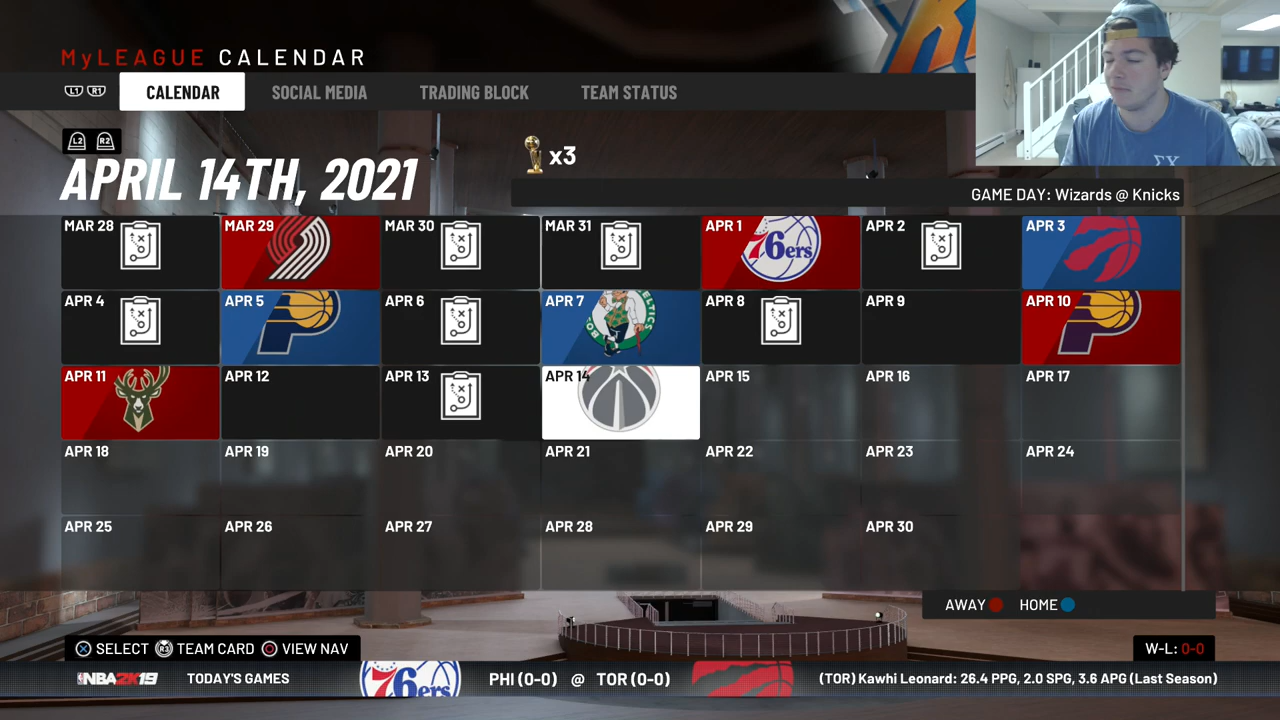 MyLEAGUE CALENDAR
L1 R1 CALENDAR SOCIAL MEDIA TRADING BLOCK TEAM STATUS
L2 R2
APRIL 14TH, 2021
x3
GAME DAY: Wizards @ Knicks
MAR 28 MAR 29 MAR 30 MAR 31 APR 1 76ers APR 2 APR 3
APR 4 APR 5 APR 6 APR 7 APR 8 APR 9 APR 10
APR 11 APR 12 APR 13 APR 14 APR 15 APR 16 APR 17
APR 18 APR 19 APR 20 APR 21 APR 22 APR 23 APR 24
APR 25 APR 26 APR 27 APR 28 APR 29 APR 30
AWAY HOME
SELECT R3 TEAM CARD VIEW NAV
W-L: 0-0
NBA2K19 TODAY'S GAMES 76ers PHI (0-0) @ TOR (0-0) (TOR) Kawhi Leonard: 26.4 PPG, 2.0 SPG, 3.6 APG (Last Season)